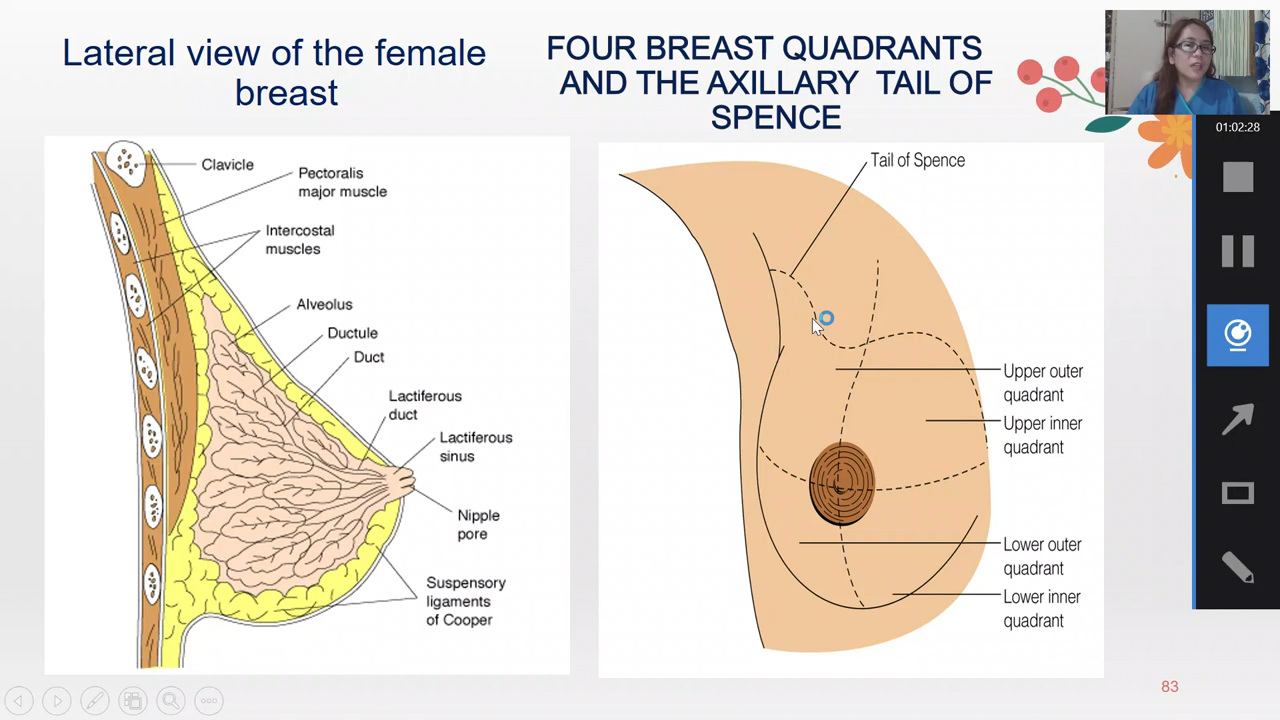 Lateral view of the female
breast
FOUR BREAST QUADRANTS
AND THE AXILLARY TAIL OF
SPENCE
01:02:28
Clavicle
Pectoralis
major muscle
Intercostal
muscles
Alveolus
Ductule
Duct
Lactiferous
duct
Lactiferous
sinus
Nipple
pore
Suspensory
ligaments
of Cooper
Tail of Spence
Upper outer
quadrant
Upper inner
quadrant
Lower outer
quadrant
Lower inner
quadrant
83